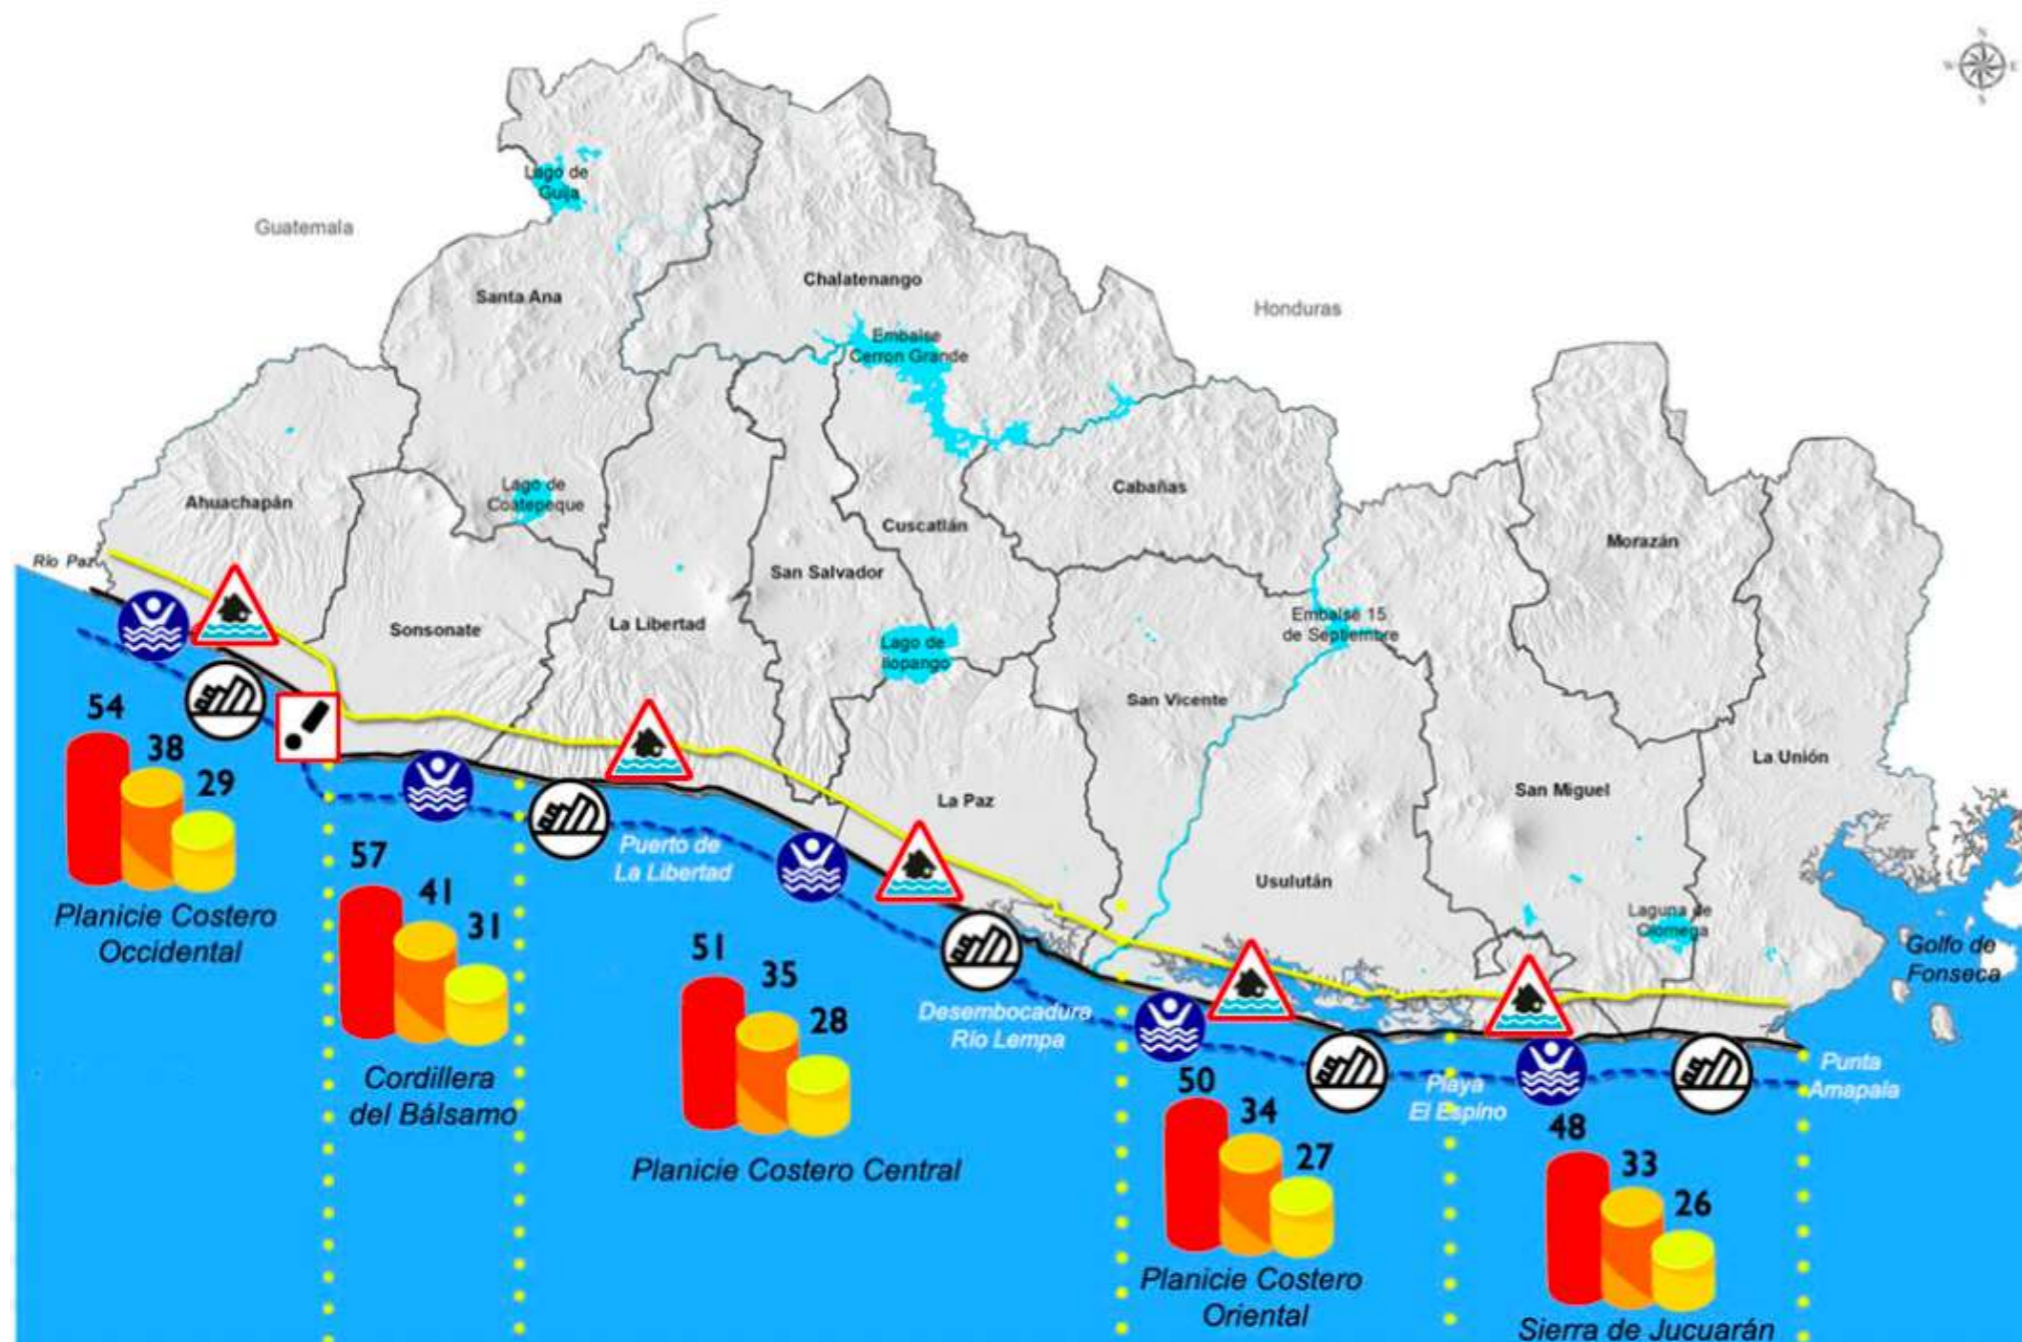 N
W E
S
Lago de
Guija
Guatemala
Santa Ana
Chalatenango
Honduras
Embalse
Cerron Grande
Ahuachapán
Lago de
Coatepeque
Cabañas
Cuscatlán
Morazán
Río Paz
San Salvador
Sonsonate
La Libertad
Embalse 15
de Septiembre
Lago de
Ilopango
San Vicente
La Unión
San Miguel
La Paz
Usulután
Laguna de
Olomega
Golfo de
Fonseca
Puerto de
La Libertad
Desembocadura
Río Lempa
Playa
El Espino
Punta
Amapala
54
38
29
Planicie Costero
Occidental
57
41
31
Cordillera
del Bálsamo
51
35
28
Planicie Costero Central
50
34
27
Planicie Costero
Oriental
48
33
26
Sierra de Jucuarán